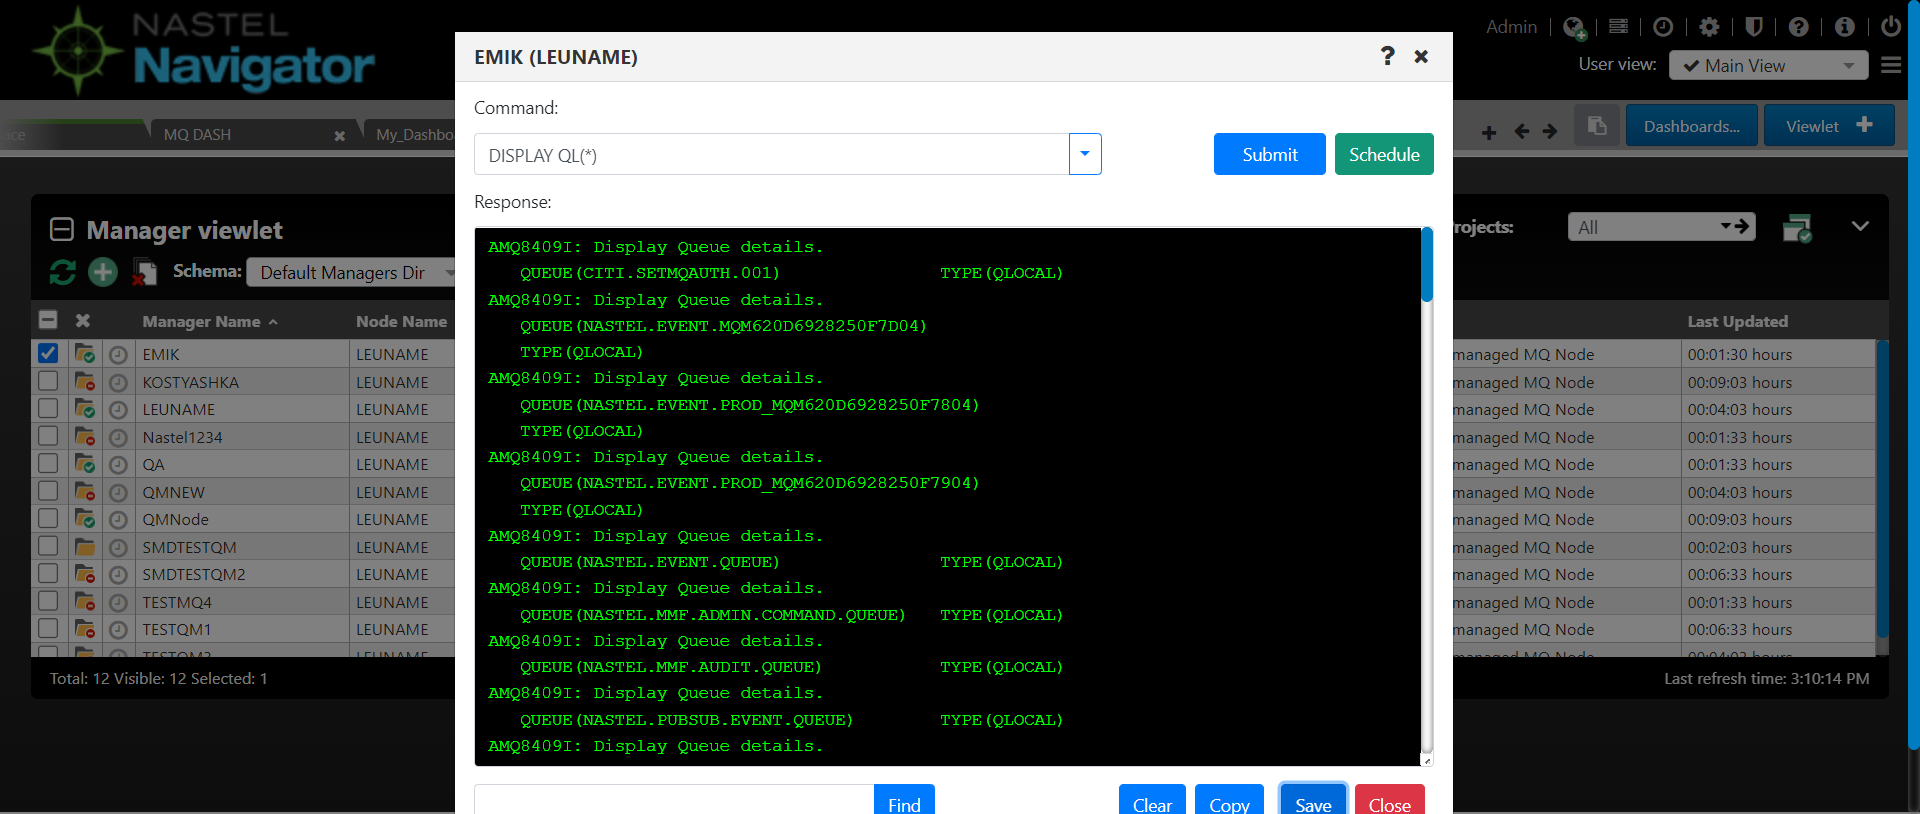 NASTEL
Navigator
Admin
User view:
Main View
ace
MQ DASH
My_Dashbo
Dashboards...
Viewlet
Manager viewlet
Schema:
Default Managers Dir
Projects:
All
Manager Name
Node Name
Last Updated
EMIK LEUNAME managed MQ Node 00:01:30 hours
KOSTYASHKA LEUNAME managed MQ Node 00:09:03 hours
LEUNAME LEUNAME managed MQ Node 00:04:03 hours
Nastel1234 LEUNAME managed MQ Node 00:01:33 hours
QA LEUNAME managed MQ Node 00:01:33 hours
QMNEW LEUNAME managed MQ Node 00:04:03 hours
QMNode LEUNAME managed MQ Node 00:09:03 hours
SMDTESTQM LEUNAME managed MQ Node 00:02:03 hours
SMDTESTQM2 LEUNAME managed MQ Node 00:06:33 hours
TESTMQ4 LEUNAME managed MQ Node 00:01:33 hours
TESTQM1 LEUNAME managed MQ Node 00:06:33 hours
LEUNAME managed MQ Node 00:04:03 hours
Total: 12 Visible: 12 Selected: 1
Last refresh time: 3:10:14 PM
EMIK (LEUNAME)
Command:
DISPLAY QL(*)
Submit
Schedule
Response:
AMQ8409I: Display Queue details.
QUEUE(CITI.SETMQAUTH.001) TYPE(QLOCAL)
AMQ8409I: Display Queue details.
QUEUE(NASTEL.EVENT.MQM620D6928250F7D04)
TYPE(QLOCAL)
AMQ8409I: Display Queue details.
QUEUE(NASTEL.EVENT.PROD_MQM620D6928250F7804)
TYPE(QLOCAL)
AMQ8409I: Display Queue details.
QUEUE(NASTEL.EVENT.PROD_MQM620D6928250F7904)
TYPE(QLOCAL)
AMQ8409I: Display Queue details.
QUEUE(NASTEL.EVENT.QUEUE) TYPE(QLOCAL)
AMQ8409I: Display Queue details.
QUEUE(NASTEL.MMF.ADMIN.COMMAND.QUEUE) TYPE(QLOCAL)
AMQ8409I: Display Queue details.
QUEUE(NASTEL.MMF.AUDIT.QUEUE) TYPE(QLOCAL)
AMQ8409I: Display Queue details.
QUEUE(NASTEL.PUBSUB.EVENT.QUEUE) TYPE(QLOCAL)
AMQ8409I: Display Queue details.
Find
Clear
Copy
Save
Close